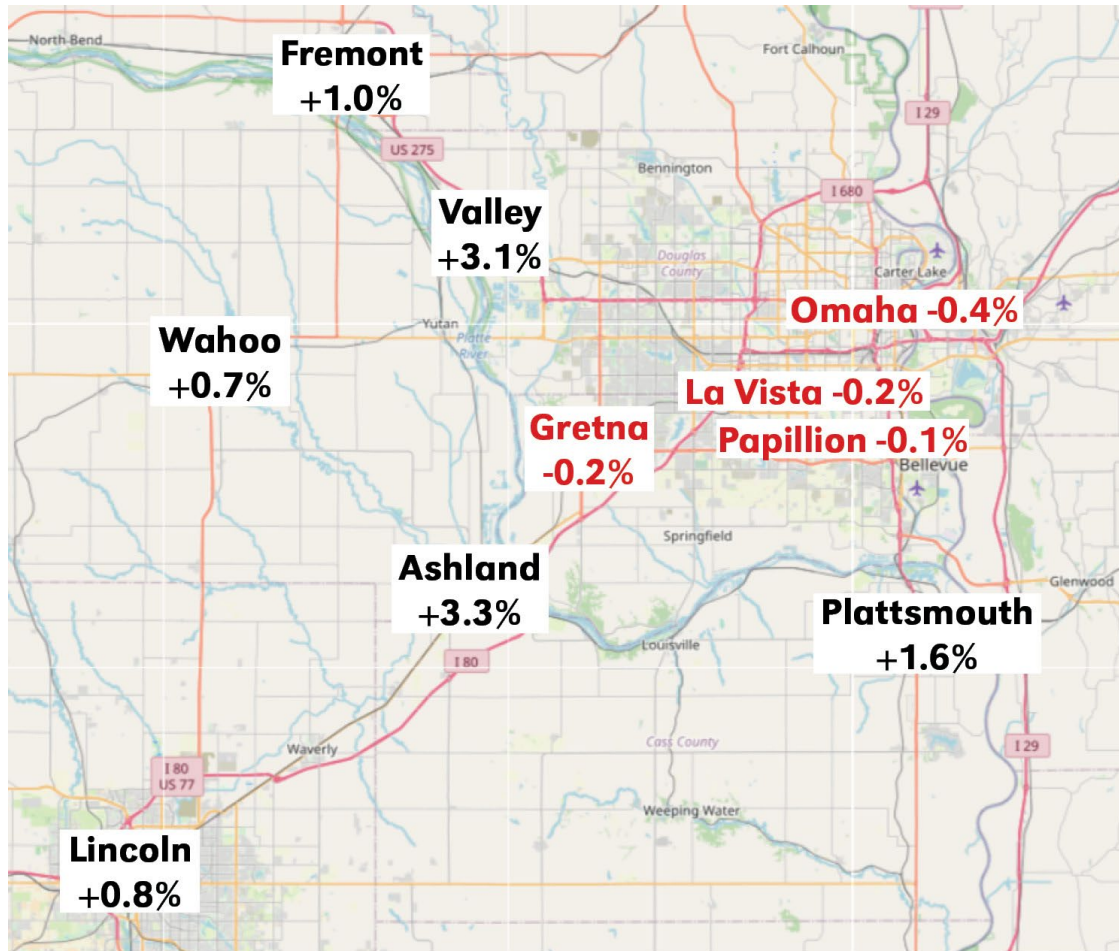 North Bend
Fremont
+1.0%
Fort Calhoun
I 29
US 275
Bennington
I 680
Valley
+3.1%
Douglas
County
Carter Lake
Omaha -0.4%
Yutan
Platte
River
Wahoo
+0.7%
La Vista -0.2%
Gretna
-0.2%
Papillion -0.1%
Bellevue
Springfield
Ashland
+3.3%
Glenwood
Plattsmouth
+1.6%
Louisville
I 80
Waverly
Cass County
I 29
I 80
US 77
Weeping Water
Lincoln
+0.8%